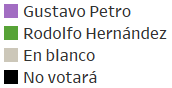 Gustavo Petro
Rodolfo Hernández
En blanco
No votará